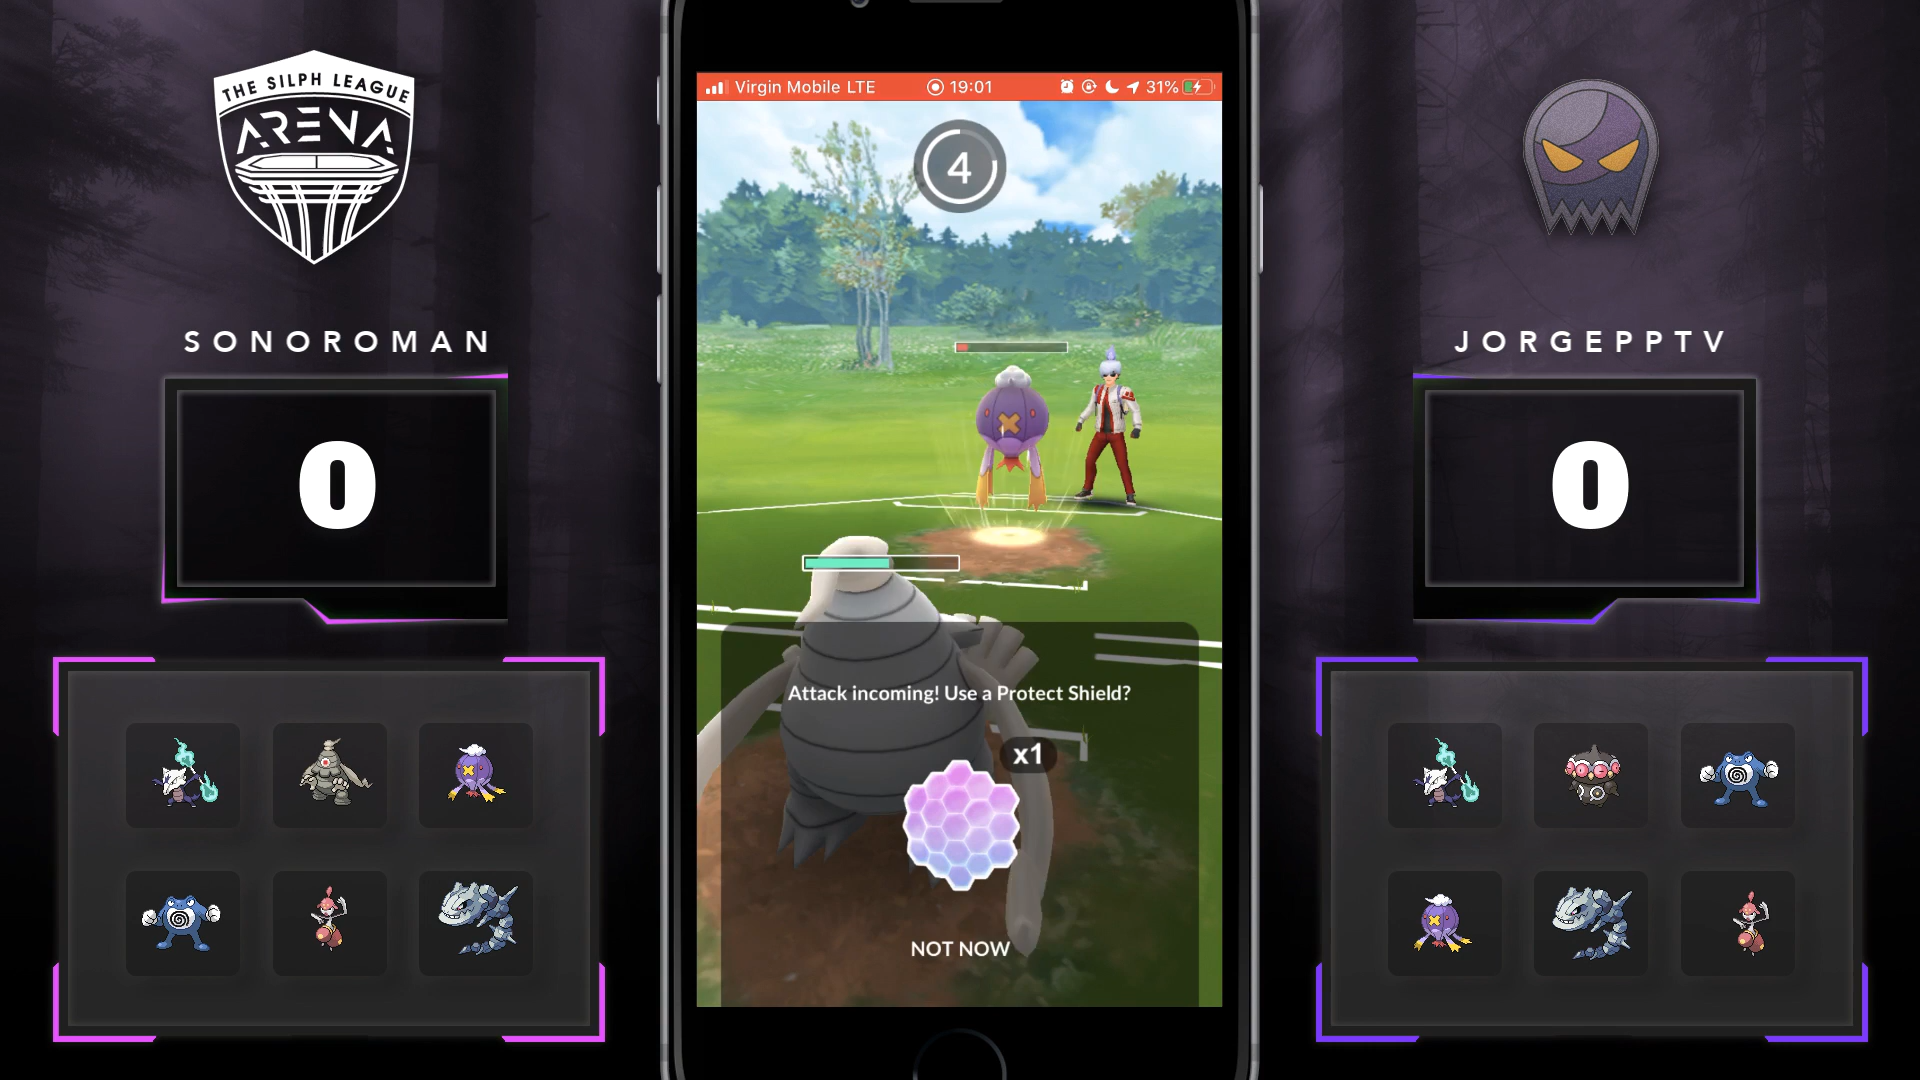 THE SILPH LEAGUE
ARENA
SONOROMAN
0
Virgin Mobile LTE 19:01 31%
4
Attack incoming! Use a Protect Shield?
x1
NOT NOW
JORGEPPTV
0